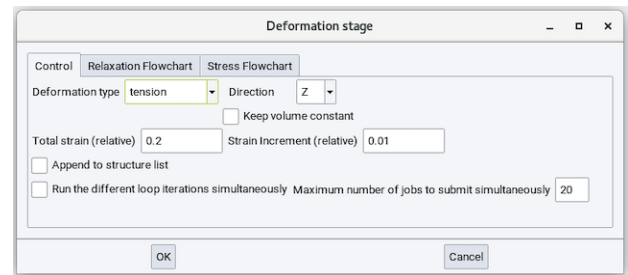 Deformation stage
Control Relaxation Flowchart Stress Flowchart
Deformation type tension Direction Z
Keep volume constant
Total strain (relative) 0.2 Strain Increment (relative) 0.01
Append to structure list
Run the different loop iterations simultaneously Maximum number of jobs to submit simultaneously 20
OK Cancel